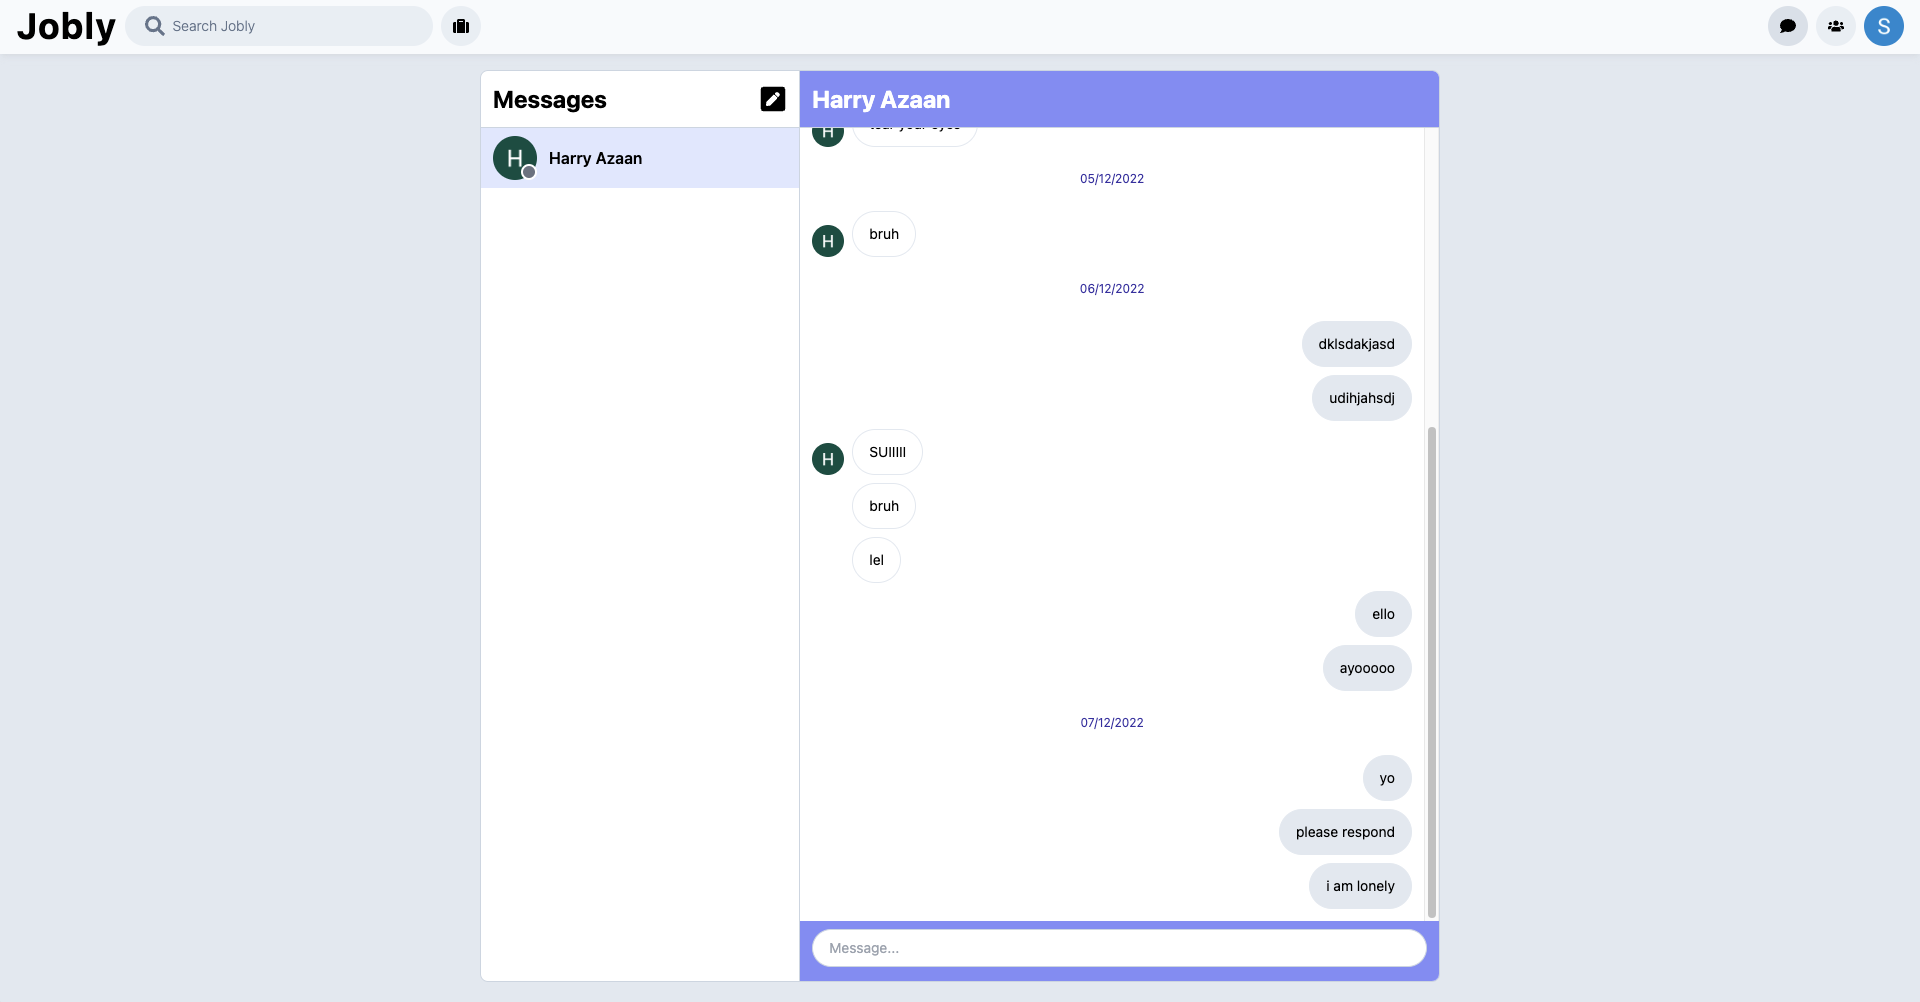 Jobly
Search Jobly
S
Messages
H
Harry Azaan
Harry Azaan
H
your
05/12/2022
H
bruh
06/12/2022
dklsdakjasd
udihjahsdj
H
SUIIIII
bruh
lel
ello
ayooooo
07/12/2022
yo
please respond
i am lonely
Message...